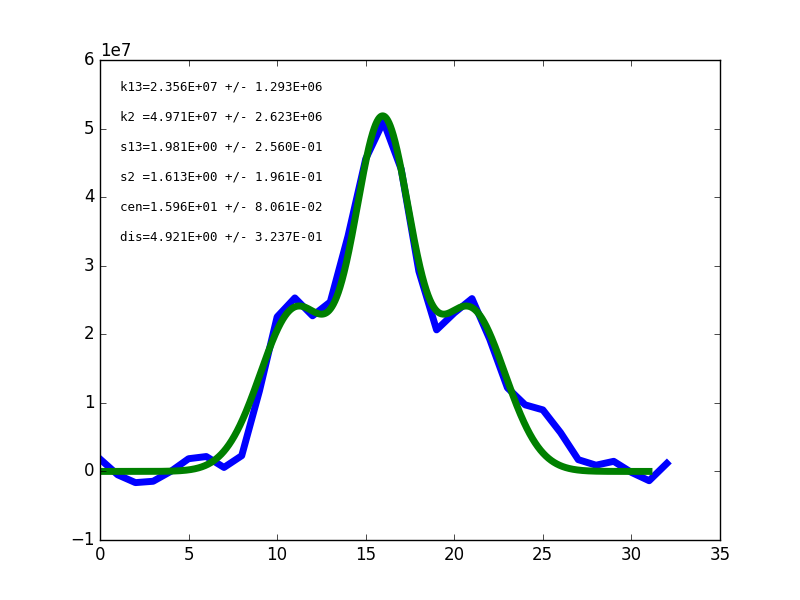 1e7
k13=2.356E+07 +/- 1.293E+06
k2 =4.971E+07 +/- 2.623E+06
s13=1.981E+00 +/- 2.560E-01
s2 =1.613E+00 +/- 1.961E-01
cen=1.596E+01 +/- 8.061E-02
dis=4.921E+00 +/- 3.237E-01
6
5
4
3
2
1
0
−1
0 5 10 15 20 25 30 35